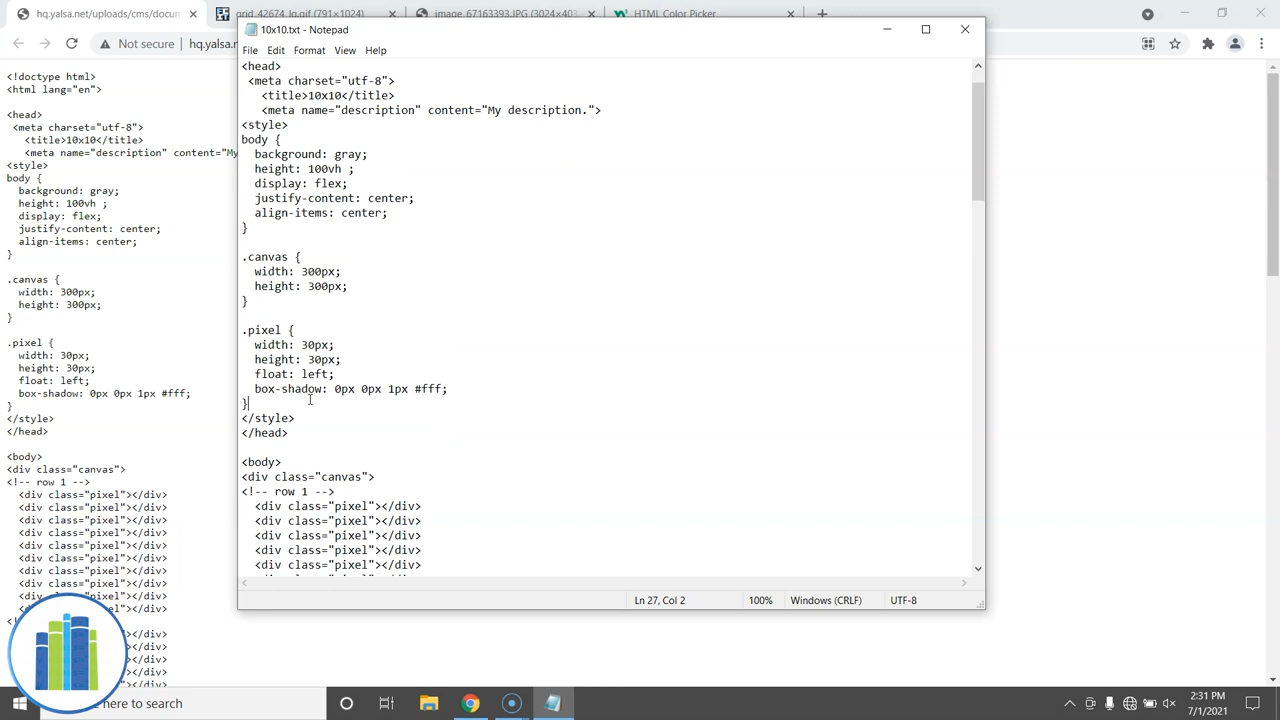 hq.yalsa.net/uploads/cms/docum
grid_42674_lg.gif (791×1024)
image_67163393.JPG (3024×403
HTML Color Picker
Not secure
hq.yalsa.n
<!doctype html>
<html lang="en">
<head>
<meta charset="utf-8">
<title>10x10</title>
<meta name="description" content="My
<style>
body {
background: gray;
height: 100vh ;
display: flex;
justify-content: center;
align-items: center;
}
.canvas {
width: 300px;
height: 300px;
}
.pixel {
width: 30px;
height: 30px;
float: left;
box-shadow: 0px 0px 1px #fff;
}
</style>
</head>
<body>
<div class="canvas">
<!-- row 1 -->
<div class="pixel"></div>
<div class="pixel"></div>
<div class="pixel"></div>
<div class="pixel"></div>
<div class="pixel"></div>
<div class="pixel"></div>
<div class="pixel"></div>
<div class="pixel"></div>
<div class="pixel"></div>
10x10.txt - Notepad
File Edit Format View Help
<head>
<meta charset="utf-8">
<title>10x10</title>
<meta name="description" content="My description.">
<style>
body {
background: gray;
height: 100vh ;
display: flex;
justify-content: center;
align-items: center;
}
.canvas {
width: 300px;
height: 300px;
}
.pixel {
width: 30px;
height: 30px;
float: left;
box-shadow: 0px 0px 1px #fff;
}
</style>
</head>
<body>
<div class="canvas">
<!-- row 1 -->
<div class="pixel"></div>
<div class="pixel"></div>
<div class="pixel"></div>
<div class="pixel"></div>
<div class="pixel"></div>
Ln 27, Col 2
100%
Windows (CRLF)
UTF-8
here to search
2:31 PM
7/1/2021